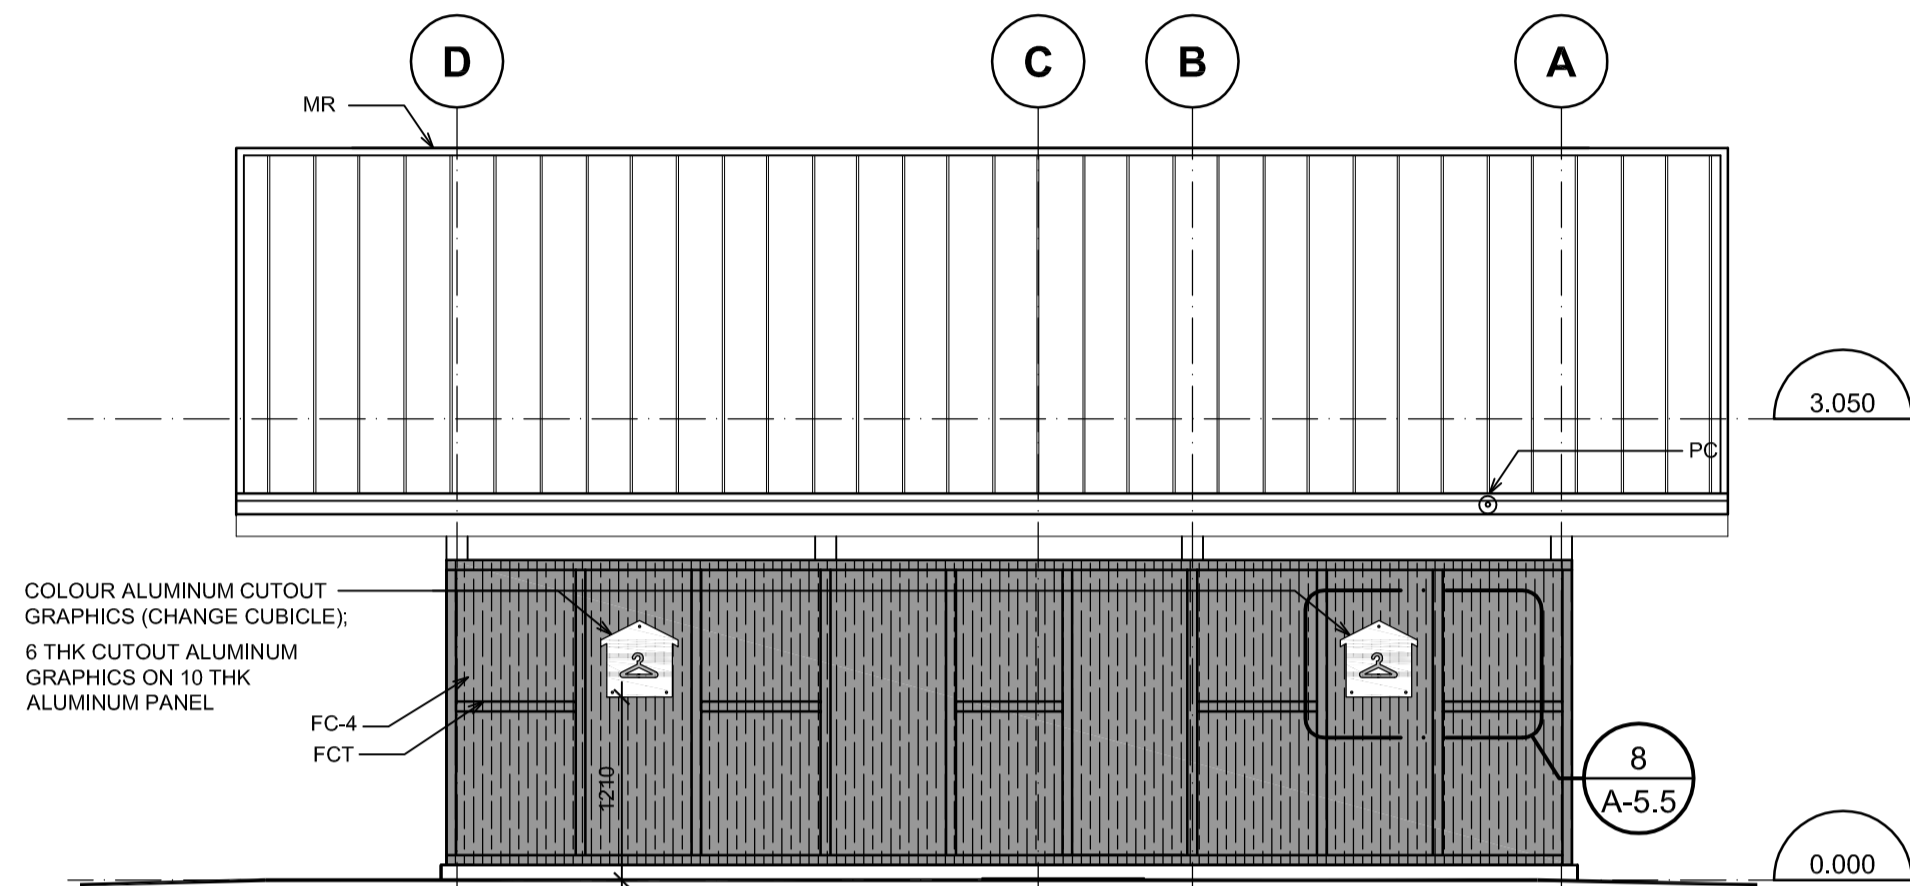 D
C
B
A
MR
3.050
PC
COLOUR ALUMINUM CUTOUT
GRAPHICS (CHANGE CUBICLE);
6 THK CUTOUT ALUMINUM
GRAPHICS ON 10 THK
ALUMINUM PANEL
FC-4
FCT
1210
8
A-5.5
0.000